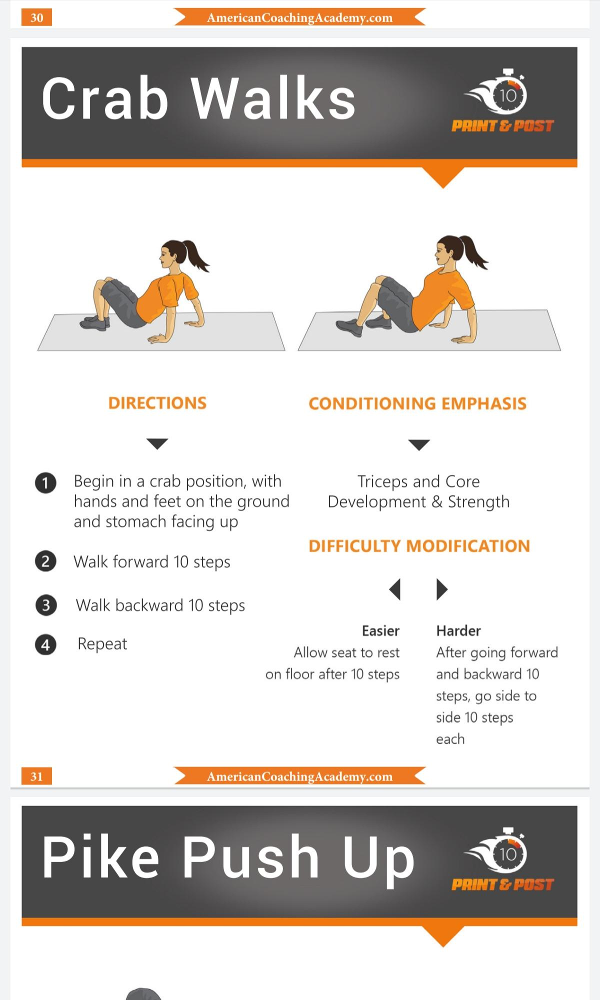 30
AmericanCoachingAcademy.com
Crab Walks
10
PRINT & POST
DIRECTIONS
1 Begin in a crab position, with
hands and feet on the ground
and stomach facing up
2 Walk forward 10 steps
3 Walk backward 10 steps
4 Repeat
CONDITIONING EMPHASIS
Triceps and Core
Development & Strength
DIFFICULTY MODIFICATION
Easier
Allow seat to rest
on floor after 10 steps
Harder
After going forward
and backward 10
steps, go side to
side 10 steps
each
31
AmericanCoachingAcademy.com
Pike Push Up
10
PRINT & POST